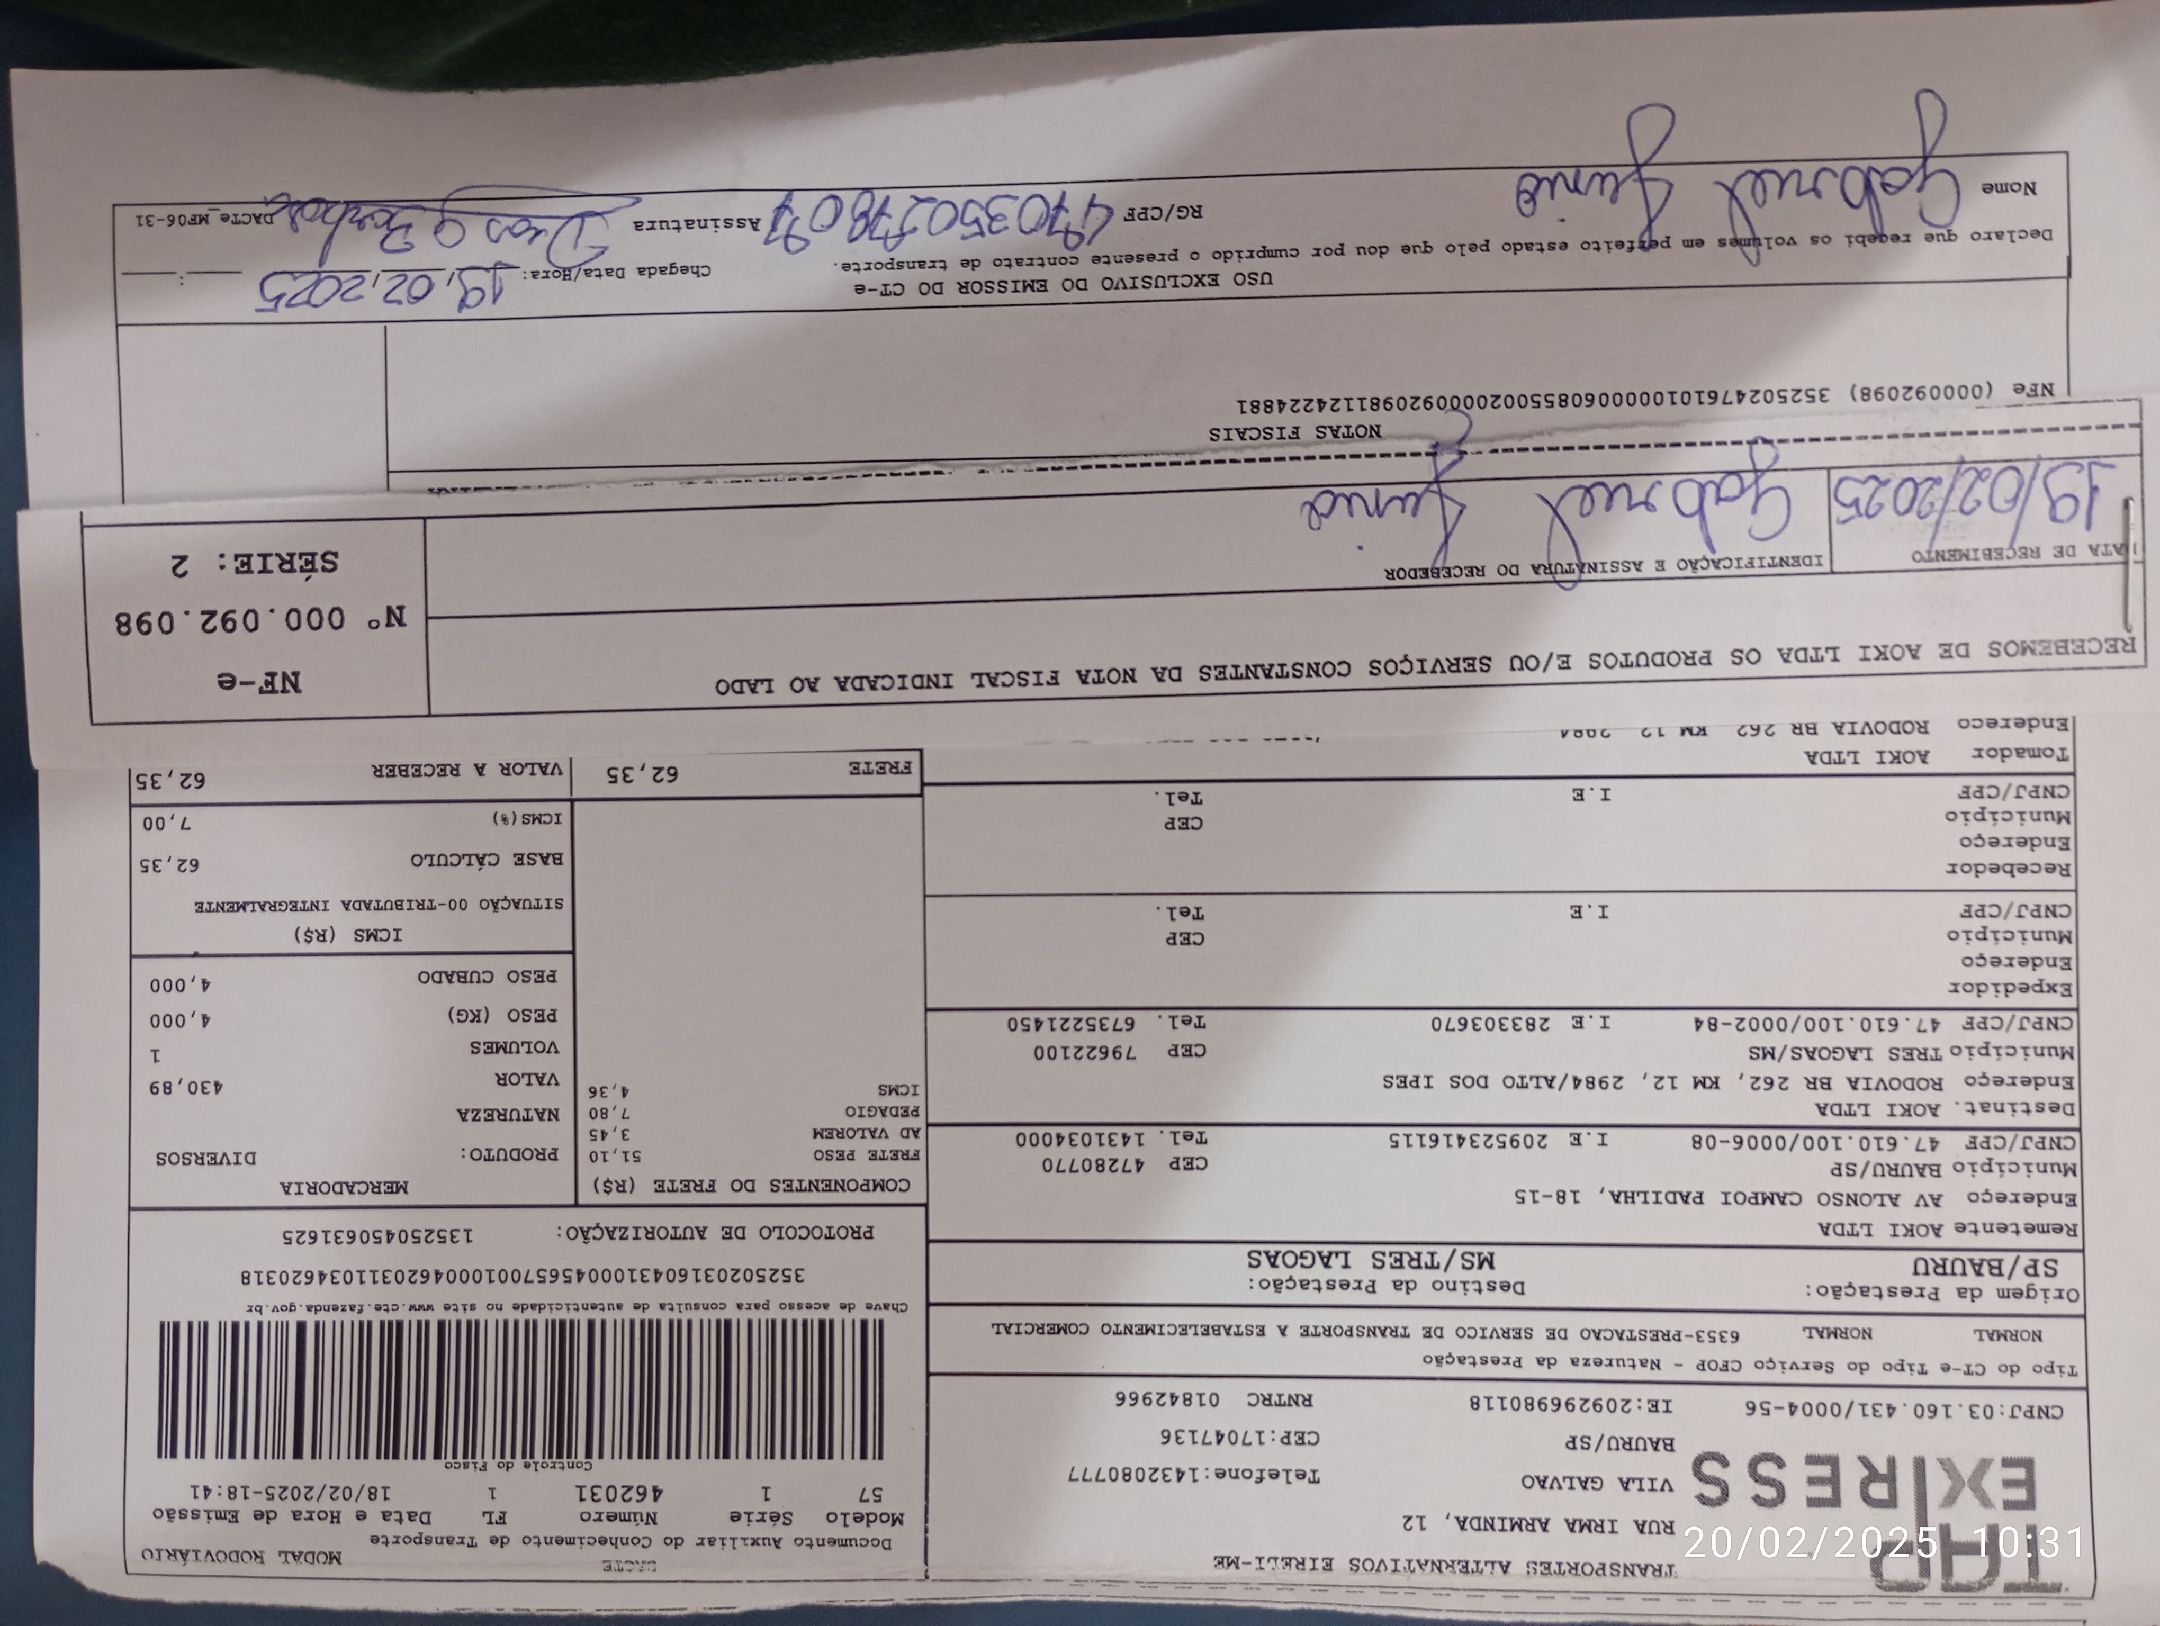 TRANSPORTES ALTERNATIVOS EIRELI-ME
TAP EXPRESS
RUA IRMA ARMINDA, 12
VILA GALVAO Telefone:1432080777
BAURU/SP CEP:17047136
CNPJ:03.160.431/0004-56 IE:209296980118 RNTRC 01842966
DACTE MODAL RODOVIÁRIO
Documento Auxiliar do Conhecimento de Transporte
Modelo Série Número FL Data e Hora de Emissão
57 1 462031 1 18/02/2025-18:41
Controle do Fisco
Chave de acesso para consulta de autenticidade no site www.cte.fazenda.gov.br
35250203160431000456570010004620311034620318
PROTOCOLO DE AUTORIZAÇÃO: 135250450631625
Tipo do CT-e Tipo do Serviço CFOP - Natureza da Prestação
NORMAL NORMAL 6353-PRESTACAO DE SERVICO DE TRANSPORTE A ESTABELECIMENTO COMERCIAL
Origem da Prestação: Destino da Prestação:
SP/BAURU MS/TRES LAGOAS
Remetente AOKI LTDA
Endereço AV ALONSO CAMPOI PADILHA, 18-15
Município BAURU/SP CEP 47280770
CNPJ/CPF 47.610.100/0006-08 I.E 209523416115 Tel. 1431034000
Destinat. AOKI LTDA
Endereço RODOVIA BR 262, KM 12, 2984/ALTO DOS IPES
Município TRES LAGOAS/MS CEP 79622100
CNPJ/CPF 47.610.100/0002-84 I.E 283303670 Tel. 6735221450
Expedidor
Endereço
Município CEP
CNPJ/CPF I.E Tel.
Recebedor
Endereço
Município CEP
CNPJ/CPF I.E Tel.
Tomador AOKI LTDA
Endereço RODOVIA BR 262 KM 12 2984
COMPONENTES DO FRETE (R$)
FRETE PESO 51,10
AD VALOREM 3,45
PEDAGIO 7,80
ICMS 4,36
FRETE 62,35
MERCADORIA
PRODUTO: DIVERSOS
NATUREZA
VALOR 430,89
VOLUMES 1
PESO (KG) 4,000
PESO CUBADO 4,000
ICMS (R$)
SITUAÇÃO 00-TRIBUTADA INTEGRALMENTE
BASE CÁLCULO 62,35
ICMS(%) 7,00
VALOR A RECEBER 62,35
RECEBEMOS DE AOKI LTDA OS PRODUTOS E/OU SERVIÇOS CONSTANTES DA NOTA FISCAL INDICADA AO LADO
NF-e
Nº 000.092.098
SÉRIE: 2
DATA DE RECEBIMENTO IDENTIFICAÇÃO E ASSINATURA DO RECEBEDOR
19/02/2025 Gabriel Junio
NOTAS FISCAIS
NFe (000092098) 35250247610100000608550020000920981124224881
USO EXCLUSIVO DO EMISSOR DO CT-e
Declaro que recebi os volumes em perfeito estado pelo que dou por cumprido o presente contrato de transporte.
Chegada Data/Hora: 19,02,2025 __:__
Nome Gabriel Junio RG/CPF 47035027807 Assinatura
DACTe_MF06-31
20/02/2025 10:31